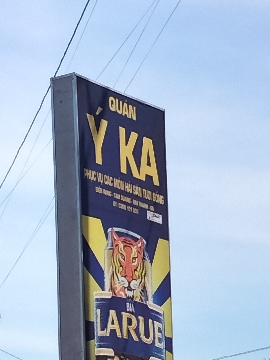 QUÁN
Ý KA
PHỤC VỤ CÁC MÓN HẢI SẢN TƯƠI SỐNG
BIA
LARUE